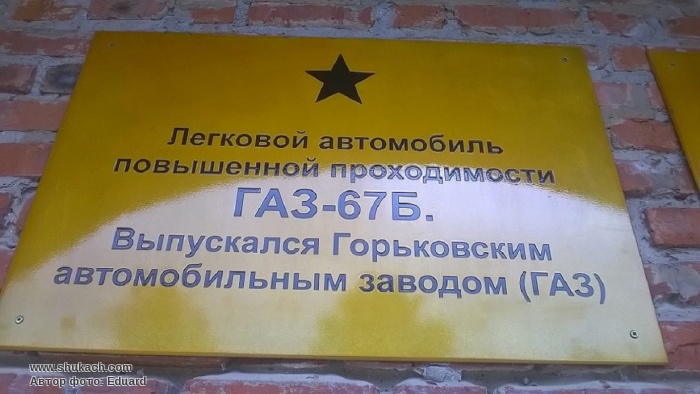 Легковой автомобиль
повышенной проходимости
ГАЗ-67Б.
Выпускался Горьковским
автомобильным заводом (ГАЗ)
www.shukach.com
Автор фото: Eduard